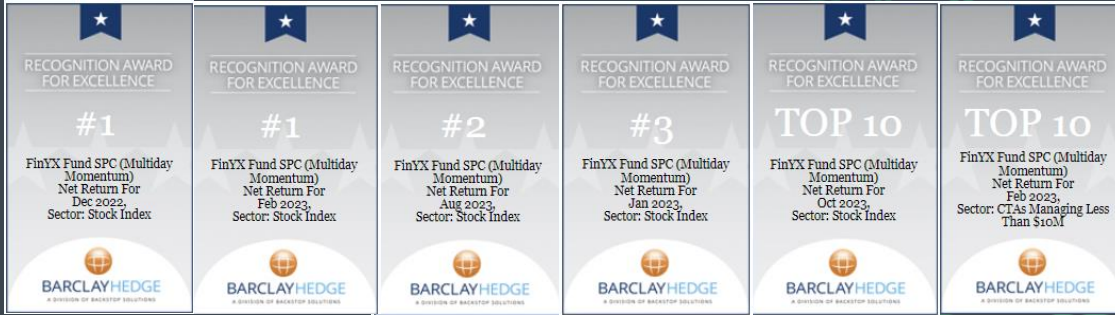 RECOGNITION AWARD
FOR EXCELLENCE
#1
FinYX Fund SPC (Multiday
Momentum)
Net Return For
Dec 2022,
Sector: Stock Index
BARCLAYHEDGE
A DIVISION OF BACKSTOP SOLUTIONS
RECOGNITION AWARD
FOR EXCELLENCE
#1
FinYX Fund SPC (Multiday
Momentum)
Net Return For
Feb 2023,
Sector: Stock Index
BARCLAYHEDGE
A DIVISION OF BACKSTOP SOLUTIONS
RECOGNITION AWARD
FOR EXCELLENCE
#2
FinYX Fund SPC (Multiday
Momentum)
Net Return For
Aug 2023,
Sector: Stock Index
BARCLAYHEDGE
A DIVISION OF BACKSTOP SOLUTIONS
RECOGNITION AWARD
FOR EXCELLENCE
#3
FinYX Fund SPC (Multiday
Momentum)
Net Return For
Jan 2023,
Sector: Stock Index
BARCLAYHEDGE
A DIVISION OF BACKSTOP SOLUTIONS
RECOGNITION AWARD
FOR EXCELLENCE
TOP 10
FinYX Fund SPC (Multiday
Momentum)
Net Return For
Oct 2023,
Sector: Stock Index
BARCLAYHEDGE
A DIVISION OF BACKSTOP SOLUTIONS
RECOGNITION AWARD
FOR EXCELLENCE
TOP 10
FinYX Fund SPC (Multiday
Momentum)
Net Return For
Feb 2023,
Sector: CTAs Managing Less
Than $10M
BARCLAYHEDGE
A DIVISION OF BACKSTOP SOLUTIONS